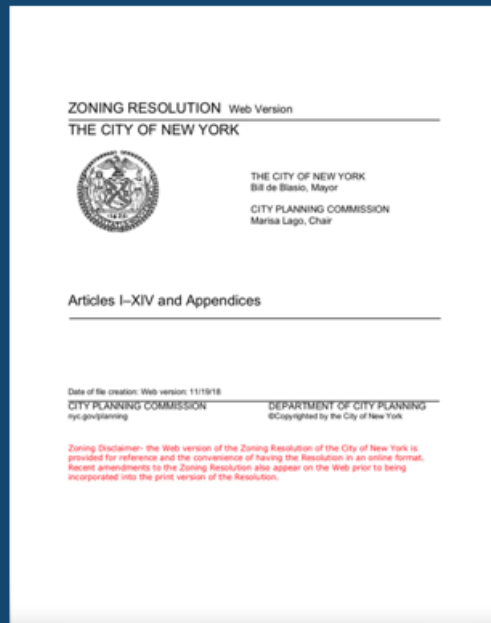 ZONING RESOLUTION Web Version
THE CITY OF NEW YORK
THE CITY OF NEW YORK
Bill de Blasio, Mayor
CITY PLANNING COMMISSION
Marisa Lago, Chair
Articles I–XIV and Appendices
Date of file creation: Web version: 11/19/18
CITY PLANNING COMMISSION
nyc.gov/planning
DEPARTMENT OF CITY PLANNING
©Copyrighted by the City of New York
Zoning Disclaimer- the Web version of the Zoning Resolution of the City of New York is
provided for reference and the convenience of having the Resolution in an online format.
Recent amendments to the Zoning Resolution also appear on the Web prior to being
incorporated into the print version of the Resolution.